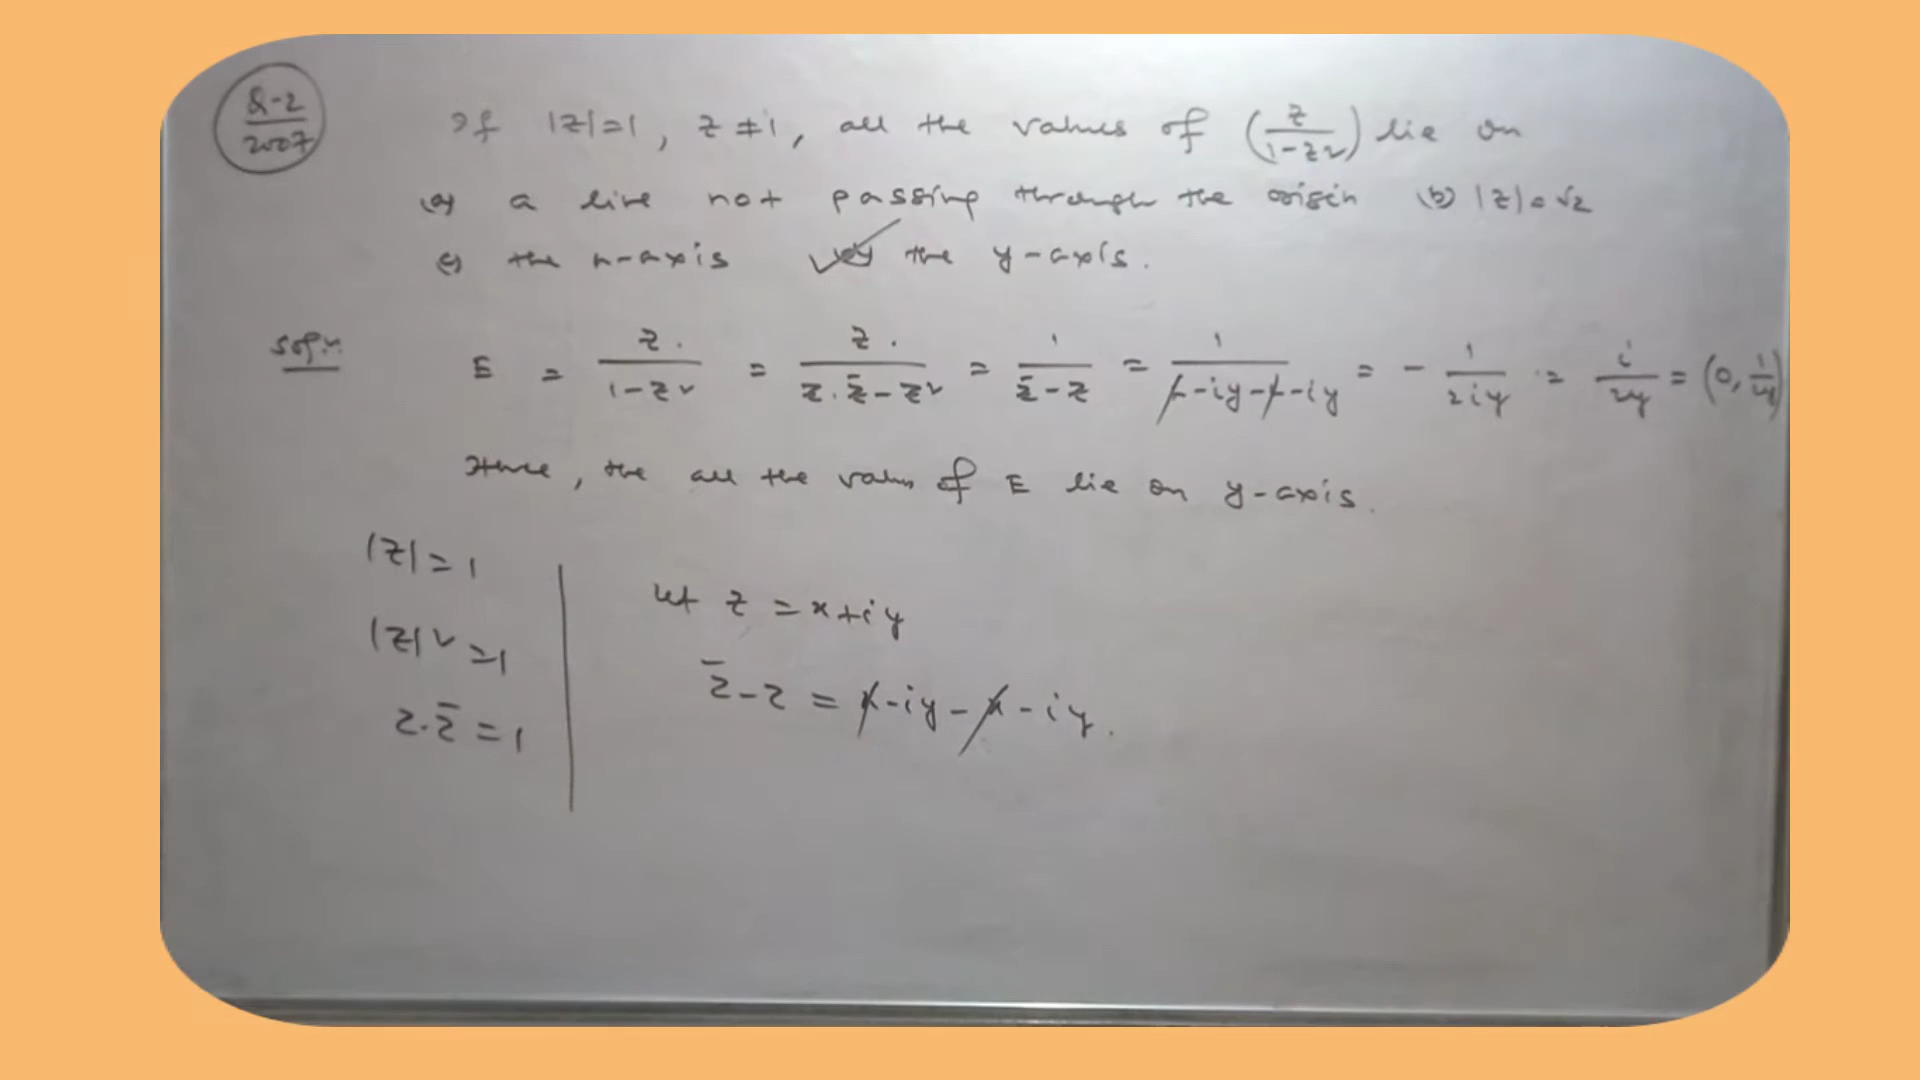 Q-2
2007
If |z|=1, z≠1, all the values of (z/(1-z²)) lie on
(a) a line not passing through the origin (b) |z|=√2
(c) the x-axis (d) the y-axis.
Soln. E = z/(1-z²) = z/(z.z̄-z²) = 1/(z̄-z) = 1/(x-iy-x-iy) = -1/(2iy) = i/(2y) = (0, 1/(2y))
Hence, the all the values of E lie on y-axis.
|z|=1
|z|²=1
z.z̄=1
let z=x+iy
z̄-z = x-iy-x-iy.